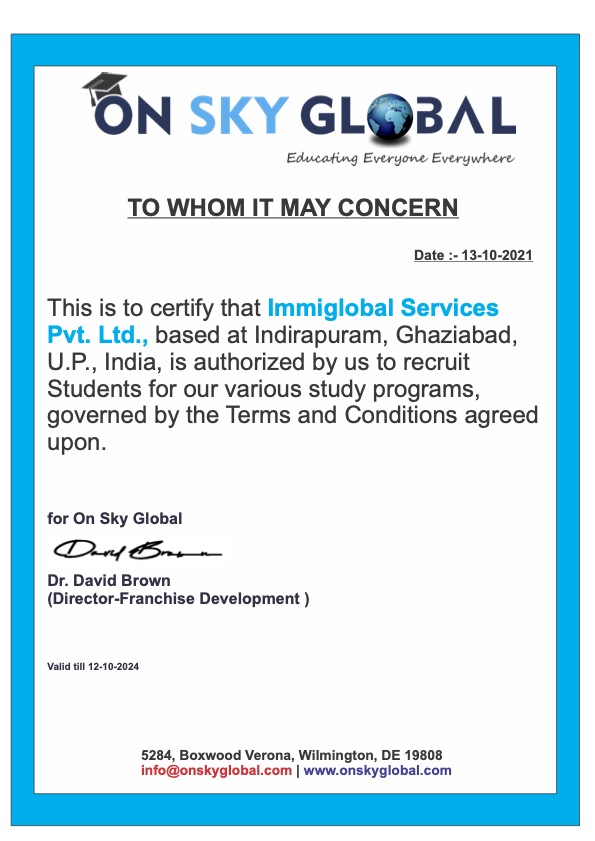 ON SKY GLOBAL
Educating Everyone Everywhere
TO WHOM IT MAY CONCERN
Date :- 13-10-2021
This is to certify that Immiglobal Services
Pvt. Ltd., based at Indirapuram, Ghaziabad,
U.P., India, is authorized by us to recruit
Students for our various study programs,
governed by the Terms and Conditions agreed
upon.
for On Sky Global
David Brown
Dr. David Brown
(Director-Franchise Development )
Valid till 12-10-2024
5284, Boxwood Verona, Wilmington, DE 19808
info@onskyglobal.com | www.onskyglobal.com